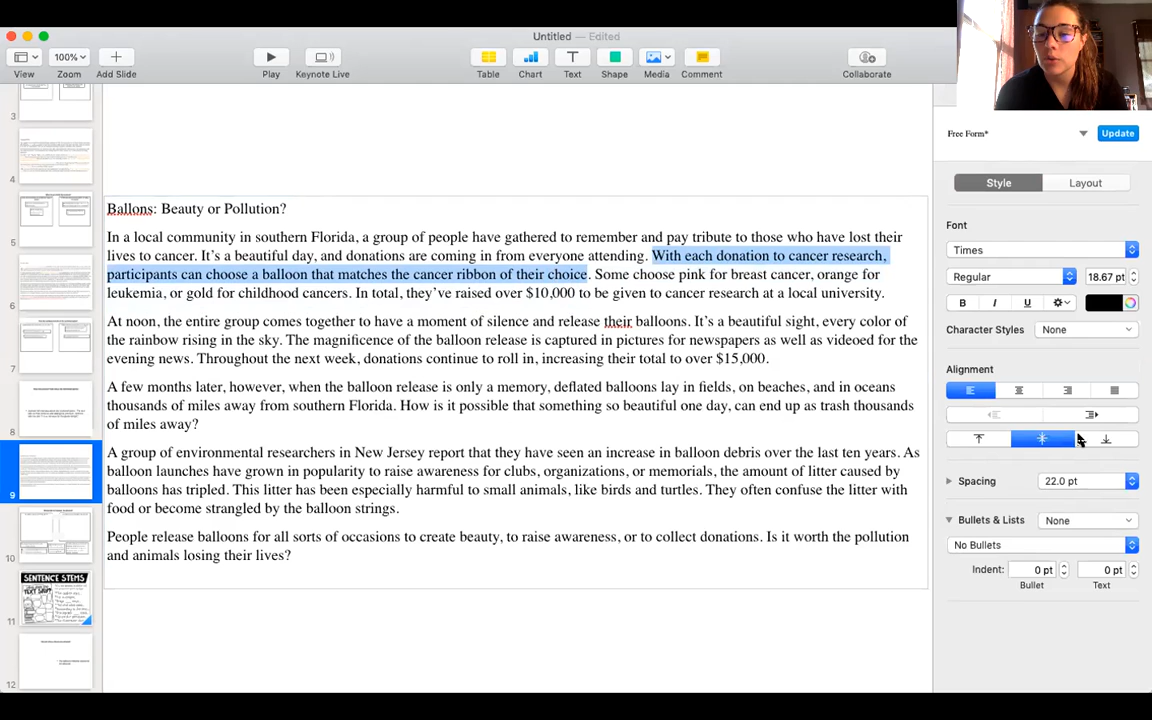 Untitled — Edited
View
100%
Zoom
Add Slide
Play
Keynote Live
Table
Chart
Text
Shape
Media
Comment
Collaborate
Free Form*
Update
Style
Layout
Font
Times
Regular
18.67 pt
B I U
Character Styles
None
Alignment
Spacing
22.0 pt
Bullets & Lists
None
No Bullets
Indent:
0 pt
0 pt
Bullet
Text
3
4
5
6
7
8
9
10
11
12
SENTENCE STEMS
Ballons: Beauty or Pollution?
In a local community in southern Florida, a group of people have gathered to remember and pay tribute to those who have lost their
lives to cancer. It’s a beautiful day, and donations are coming in from everyone attending. With each donation to cancer research,
participants can choose a balloon that matches the cancer ribbon of their choice. Some choose pink for breast cancer, orange for
leukemia, or gold for childhood cancers. In total, they’ve raised over $10,000 to be given to cancer research at a local university.
At noon, the entire group comes together to have a moment of silence and release their balloons. It’s a beautiful sight, every color of
the rainbow rising in the sky. The magnificence of the balloon release is captured in pictures for newspapers as well as videoed for the
evening news. Throughout the next week, donations continue to roll in, increasing their total to over $15,000.
A few months later, however, when the balloon release is only a memory, deflated balloons lay in fields, on beaches, and in oceans
thousands of miles away from southern Florida. How is it possible that something so beautiful one day, can end up as trash thousands
of miles away?
A group of environmental researchers in New Jersey report that they have seen an increase in balloon debris over the last ten years. As
balloon launches have grown in popularity to raise awareness for clubs, organizations, or memorials, the amount of litter caused by
balloons has tripled. This litter has been especially harmful to small animals, like birds and turtles. They often confuse the litter with
food or become strangled by the balloon strings.
People release balloons for all sorts of occasions to create beauty, to raise awareness, or to collect donations. Is it worth the pollution
and animals losing their lives?